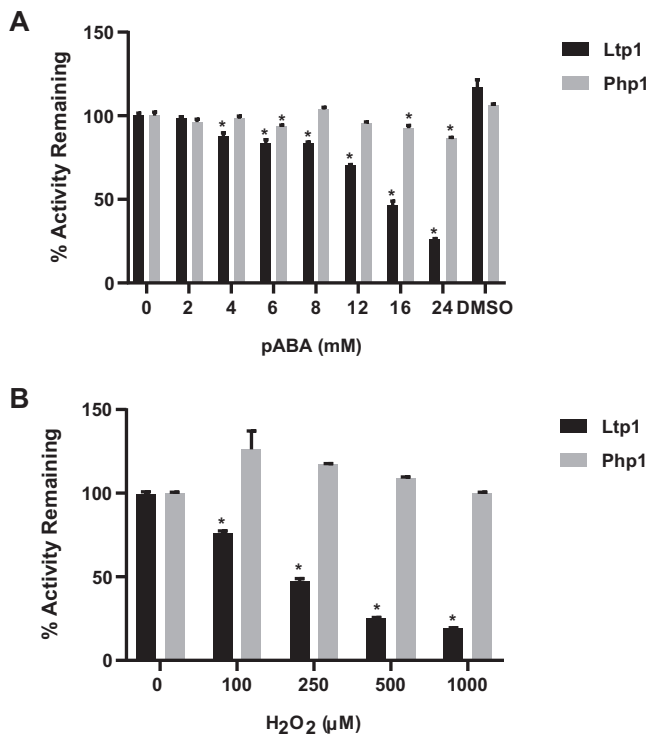 A
150
100
50
0
% Activity Remaining
* * * * * * * * *
0 2 4 6 8 12 16 24 DMSO
pABA (mM)
Ltp1
Php1
B
150
100
50
0
% Activity Remaining
* * * *
0 100 250 500 1000
H₂O₂ (µM)
Ltp1
Php1